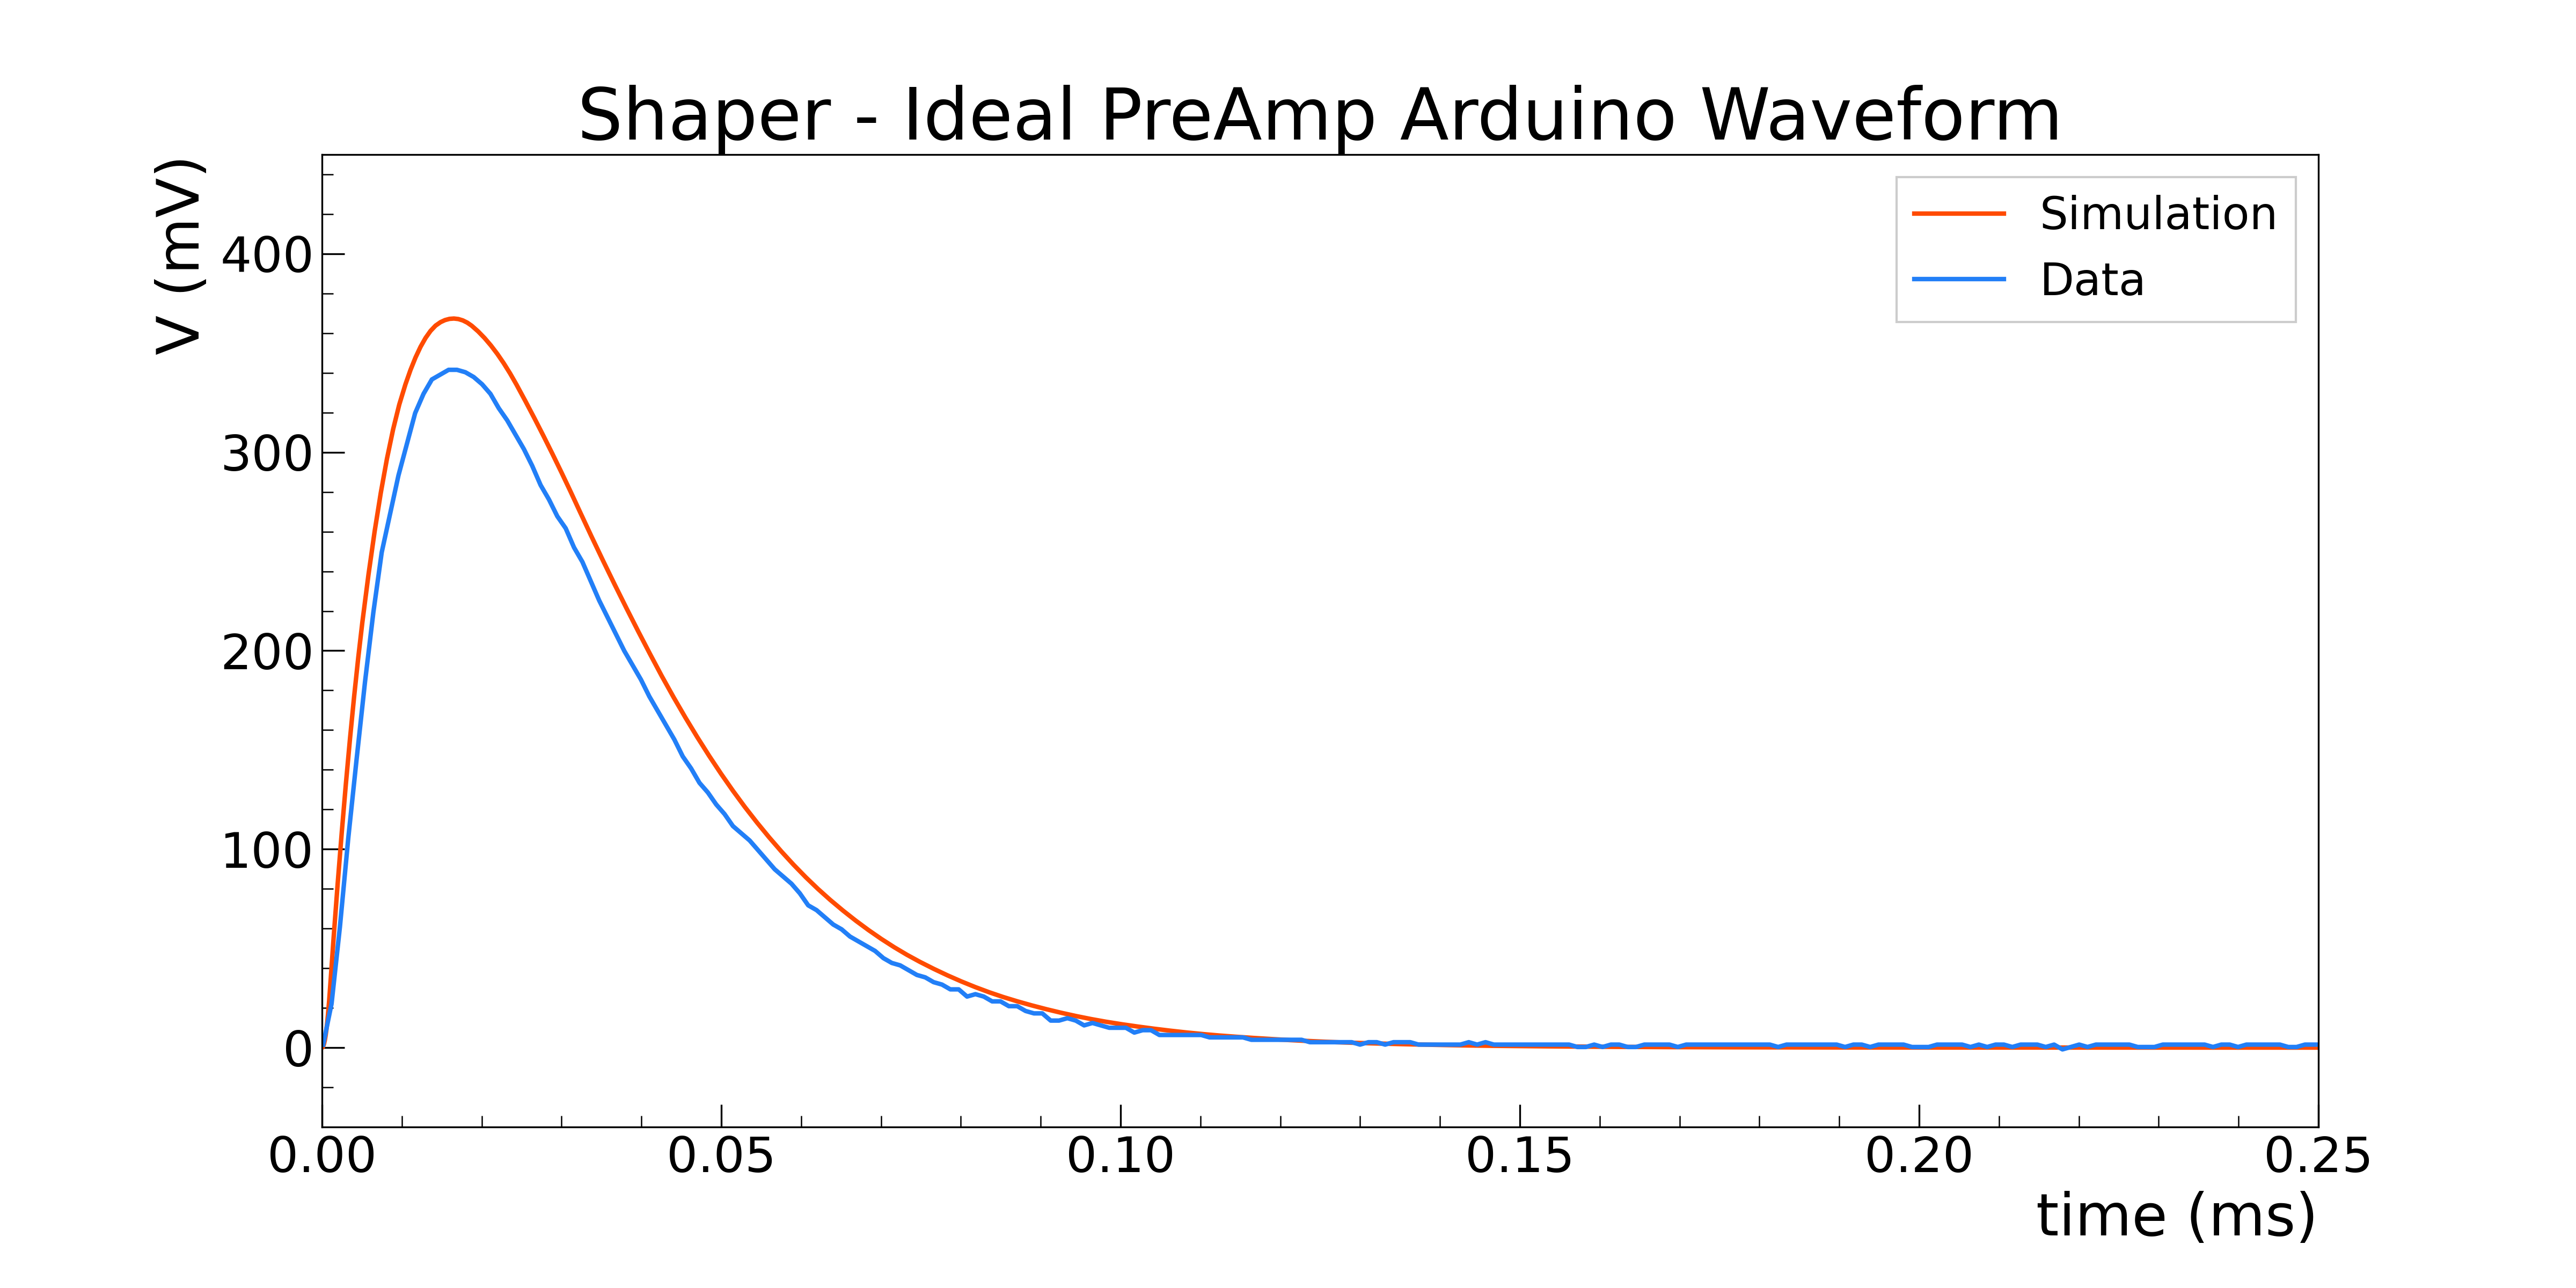 Shaper - Ideal PreAmp Arduino Waveform
V (mV)
Simulation
Data
400
300
200
100
0
0.00 0.05 0.10 0.15 0.20 0.25
time (ms)